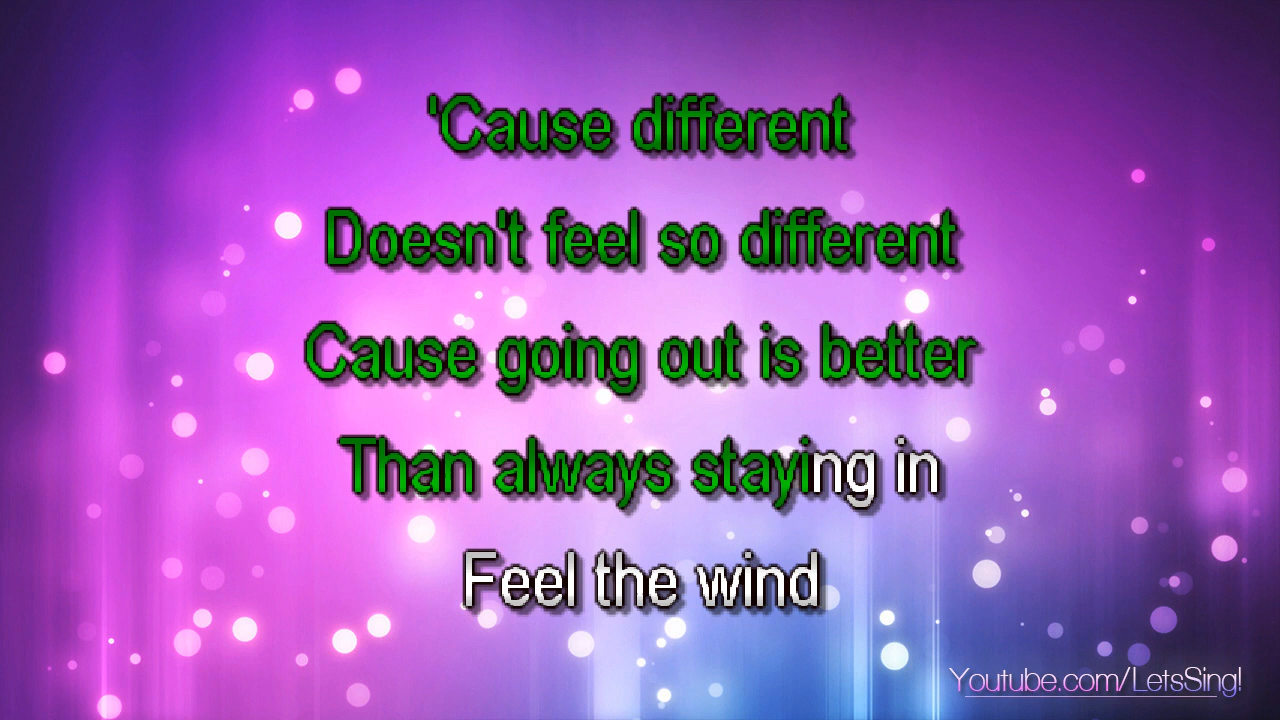 'Cause different
Doesn't feel so different
Cause going out is better
Than always staying in
Feel the wind
Youtube.com/LetsSing!